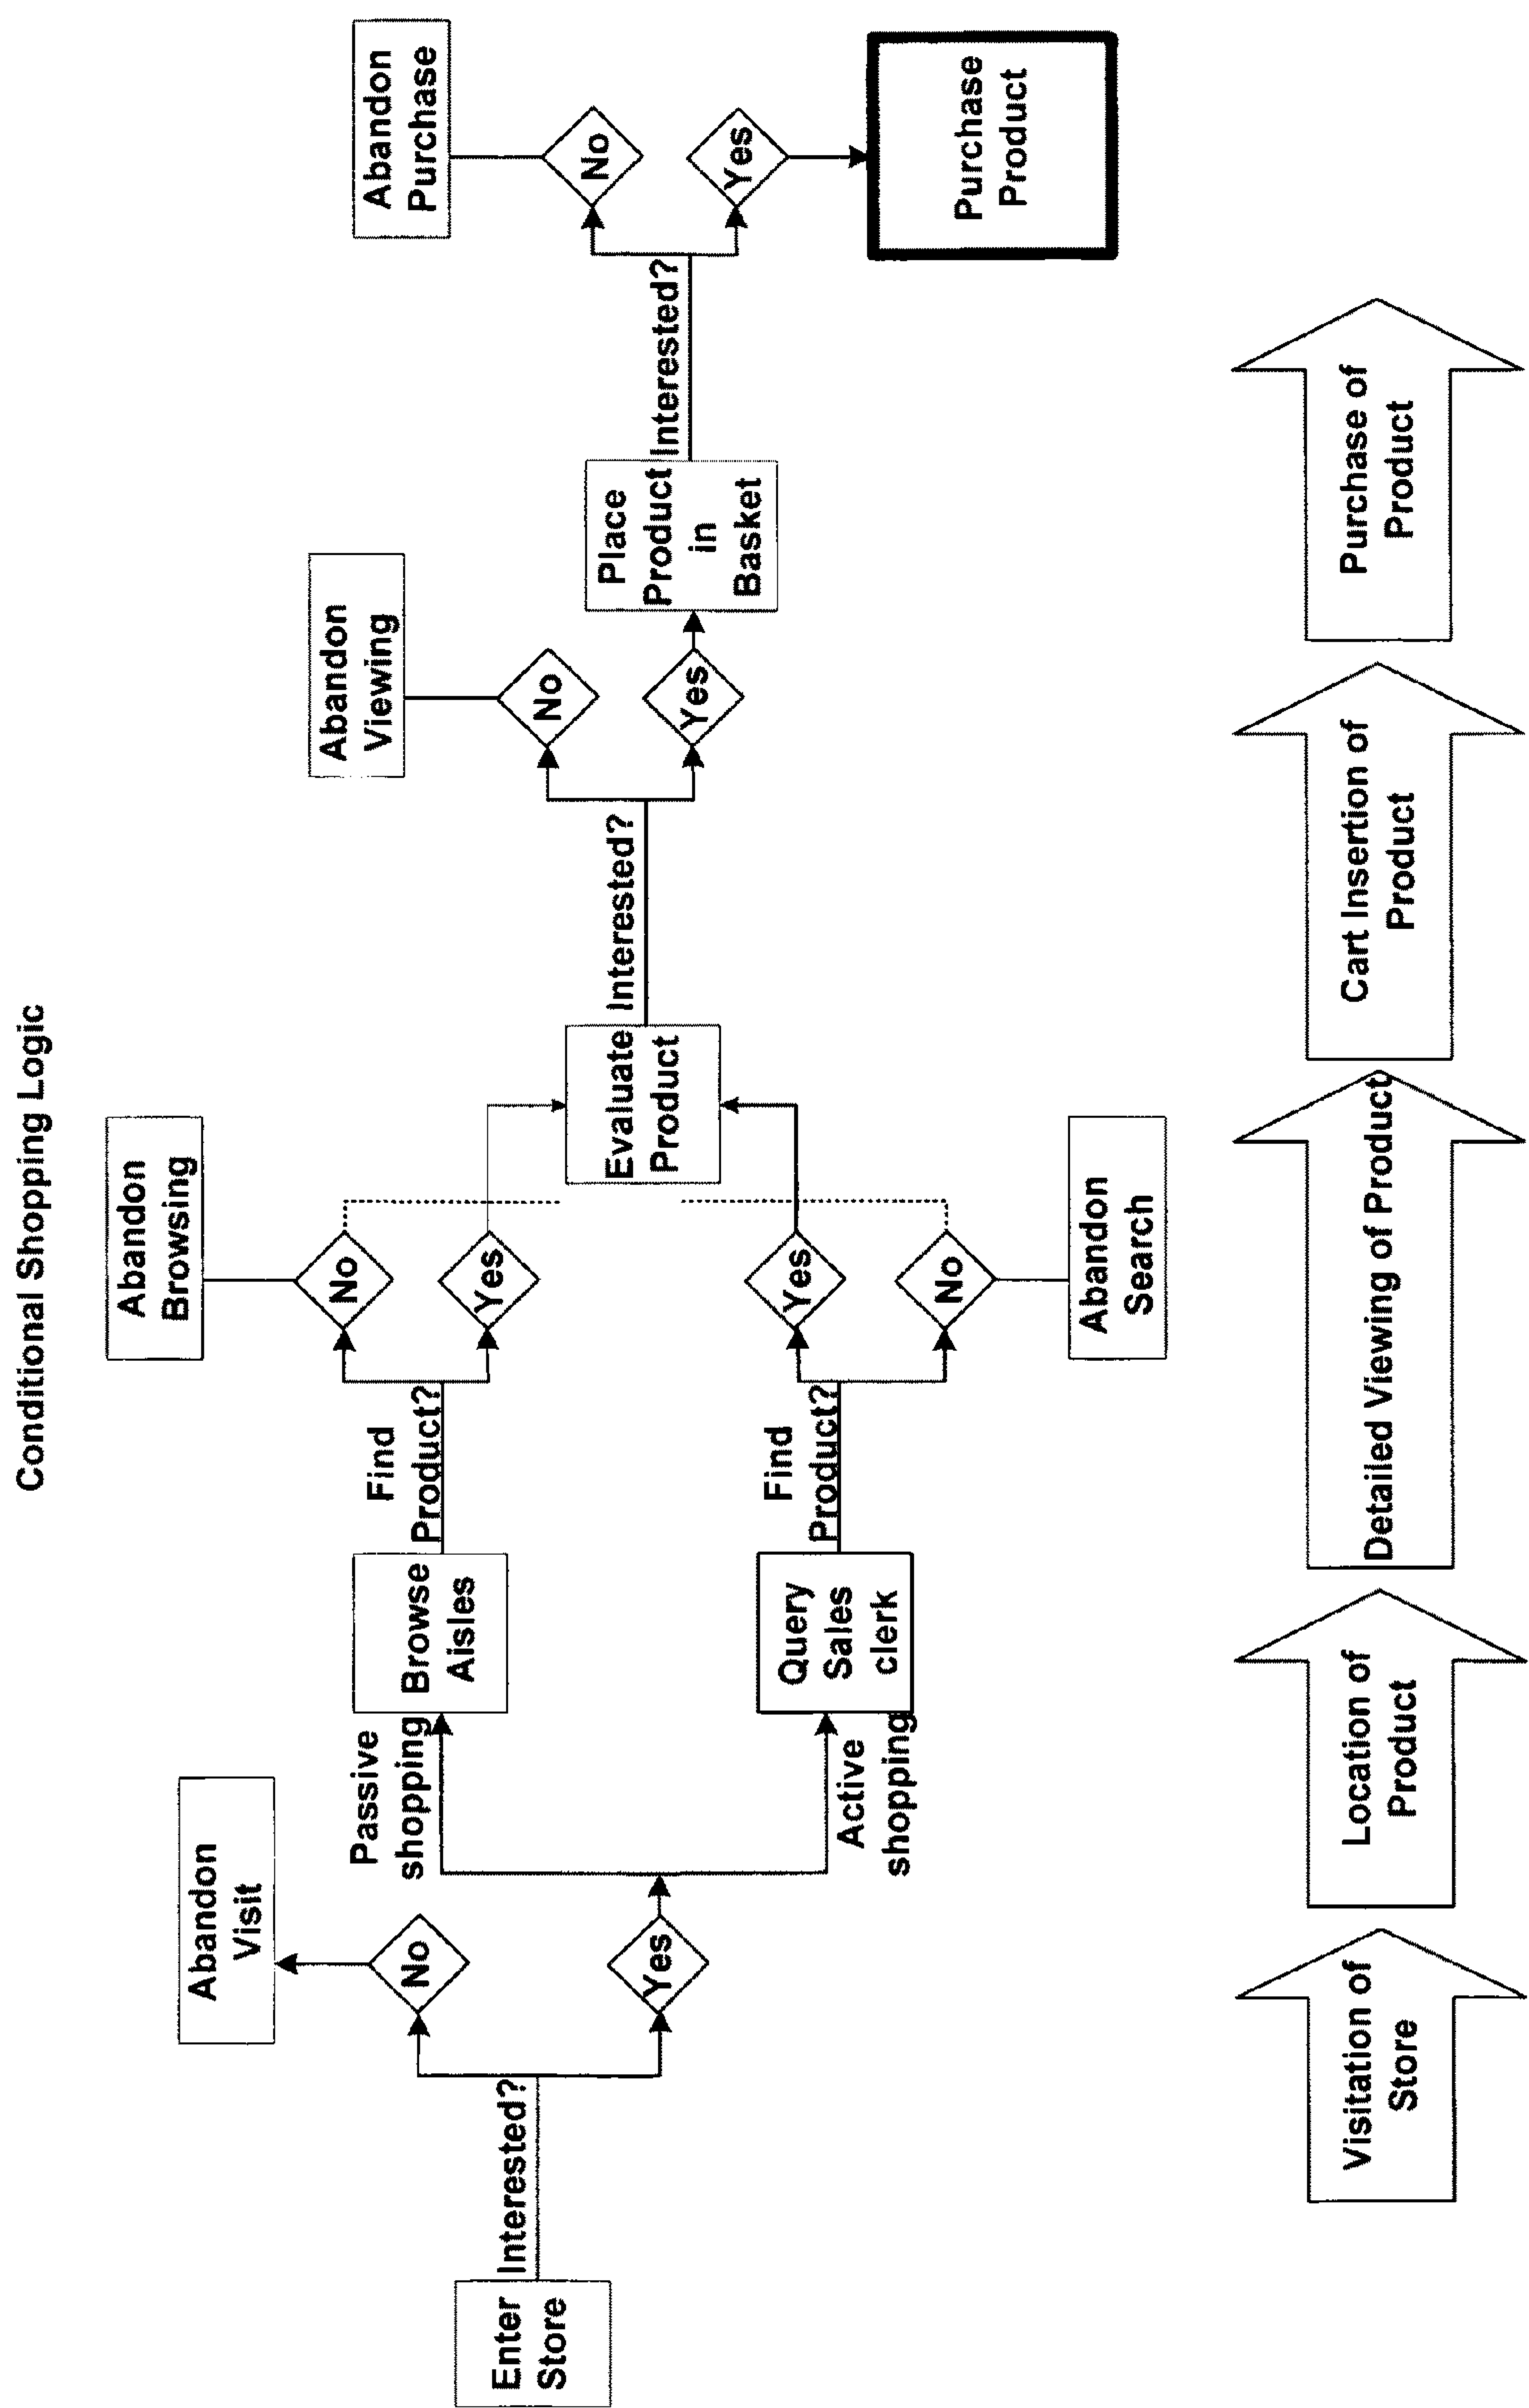 Conditional Shopping Logic
Enter
Store
Interested?
No
Yes
Abandon
Visit
Passive
shopping
Active
shopping
Browse
Aisles
Query
Sales
clerk
Find
Product?
Find
Product?
No
Yes
Yes
No
Abandon
Browsing
Abandon
Search
Evaluate
Product
Interested?
No
Yes
Abandon
Viewing
Place
Product
in
Basket
Interested?
No
Yes
Abandon
Purchase
Purchase
Product
Visitation of
Store
Location of
Product
Detailed Viewing of Product
Cart Insertion of
Product
Purchase of
Product